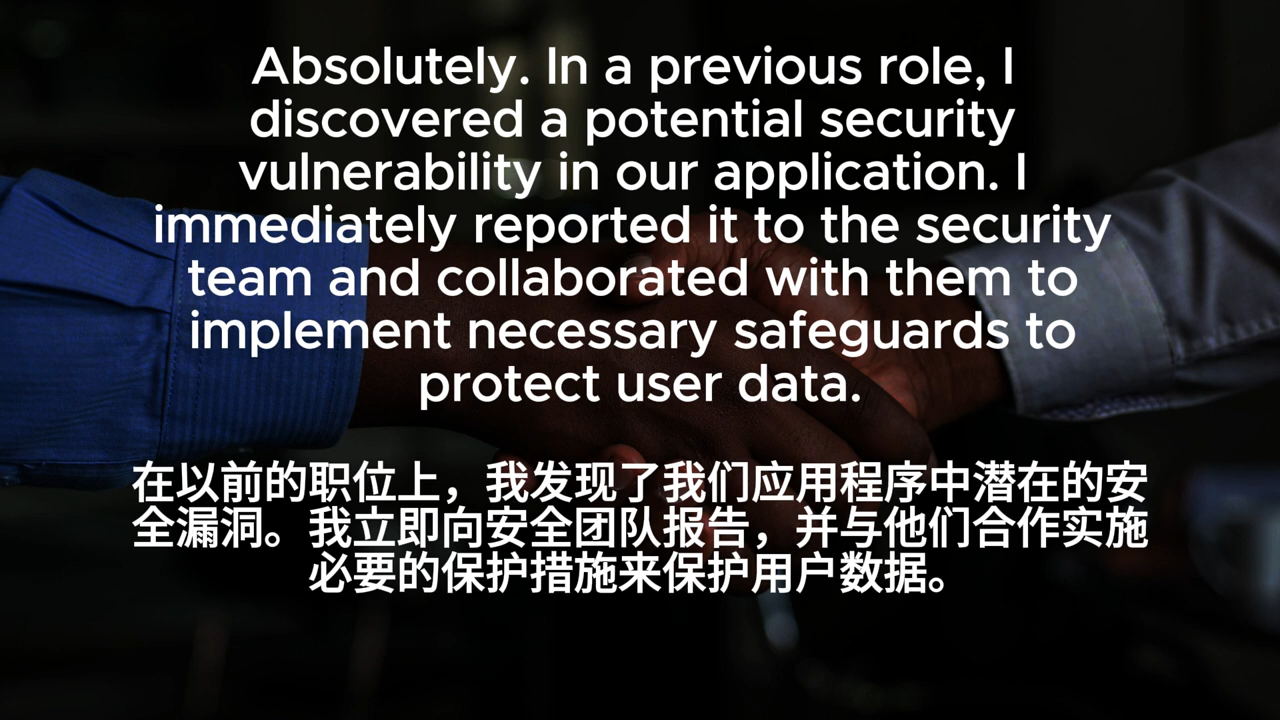 Absolutely. In a previous role, I
discovered a potential security
vulnerability in our application. I
immediately reported it to the security
team and collaborated with them to
implement necessary safeguards to
protect user data.
在以前的职位上，我发现了我们应用程序中潜在的安
全漏洞。我立即向安全团队报告，并与他们合作实施
必要的保护措施来保护用户数据。